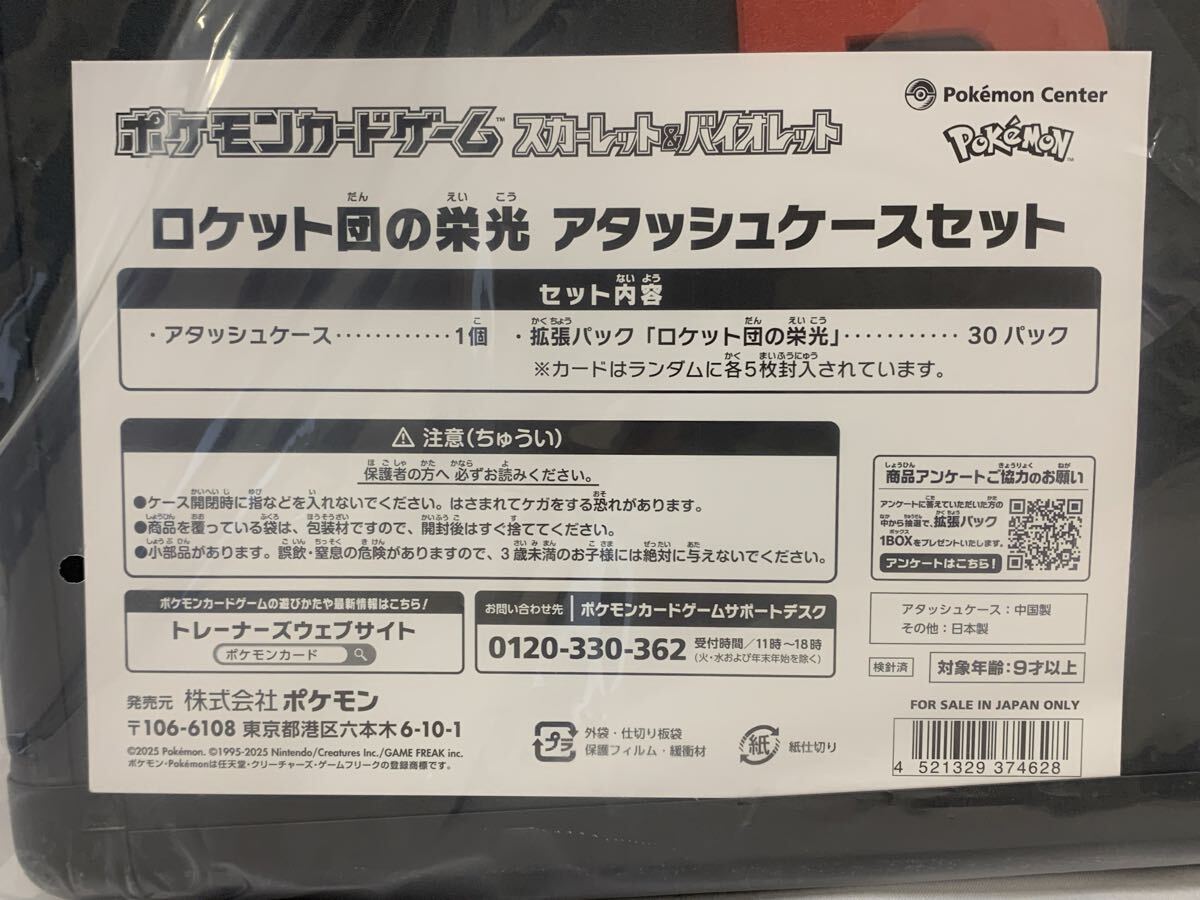 Pokémon Center
ポケモンカードゲーム™ スカーレット&バイオレット
POKéMON™
ロケット団の栄光 アタッシュケースセット
セット内容
・アタッシュケース…………1個 ・拡張パック「ロケット団の栄光」…………30パック
※カードはランダムに各5枚封入されています。
⚠ 注意(ちゅうい)
保護者の方へ 必ずお読みください。
●ケース開閉時に指などを入れないでください。はさまれてケガをする恐れがあります。
●商品を覆っている袋は、包装材ですので、開封後はすぐ捨ててください。
●小部品があります。誤飲・窒息の危険がありますので、3歳未満のお子様には絶対に与えないでください。
商品アンケートご協力のお願い
アンケートに答えていただいた方の
中から抽選で、拡張パック
1BOXをプレゼントいたします。
アンケートはこちら!
ポケモンカードゲームの遊びかたや最新情報はこちら!
トレーナーズウェブサイト
ポケモンカード
お問い合わせ先 ポケモンカードゲームサポートデスク
0120-330-362 受付時間/11時~18時
(火・水および年末年始を除く)
アタッシュケース:中国製
その他:日本製
検針済 対象年齢:9才以上
発売元 株式会社ポケモン
〒106-6108 東京都港区六本木6-10-1
©2025 Pokémon. ©1995-2025 Nintendo/Creatures Inc./GAME FREAK inc.
ポケモン・Pokémonは任天堂・クリーチャーズ・ゲームフリークの登録商標です。
プラ 外袋・仕切り板袋
保護フィルム・緩衝材
紙 紙仕切り
FOR SALE IN JAPAN ONLY
4 521329 374628